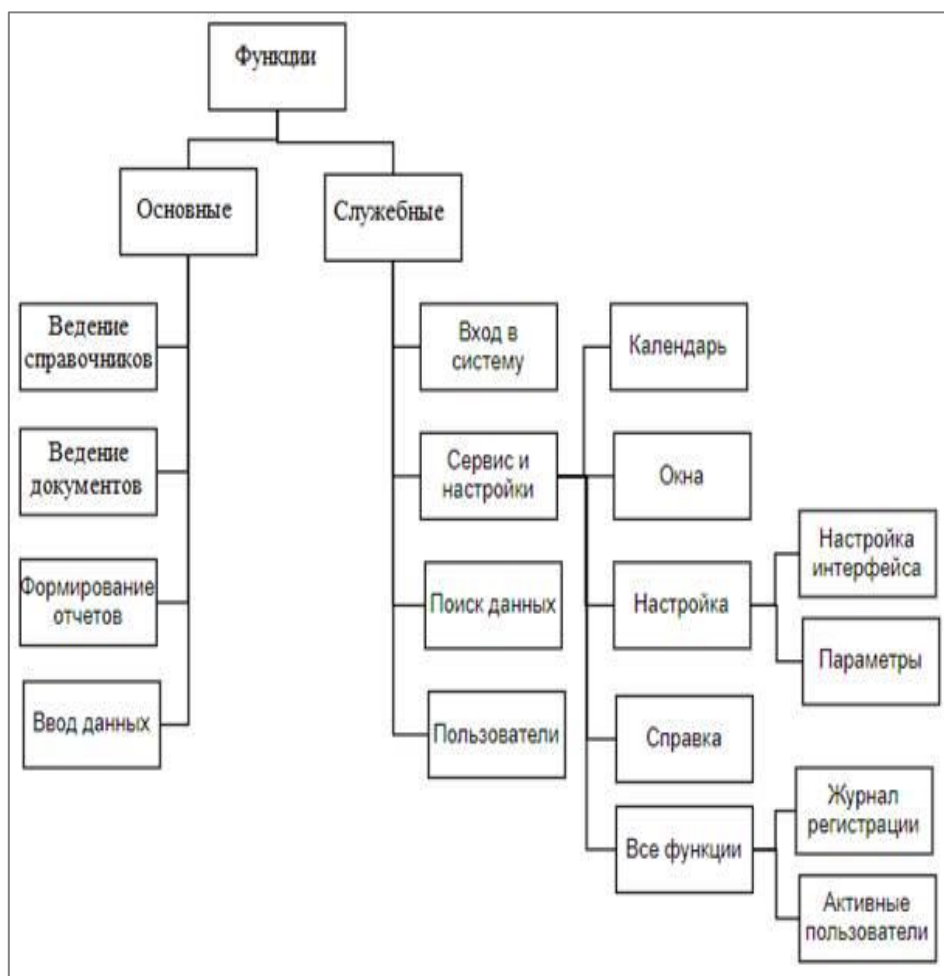 Функции
Основные
Служебные
Ведение
справочников
Вход в
систему
Календарь
Ведение
документов
Сервис и
настройки
Окна
Настройка
интерфейса
Формирование
отчетов
Поиск данных
Настройка
Параметры
Ввод данных
Пользователи
Справка
Журнал
регистрации
Все функции
Активные
пользователи